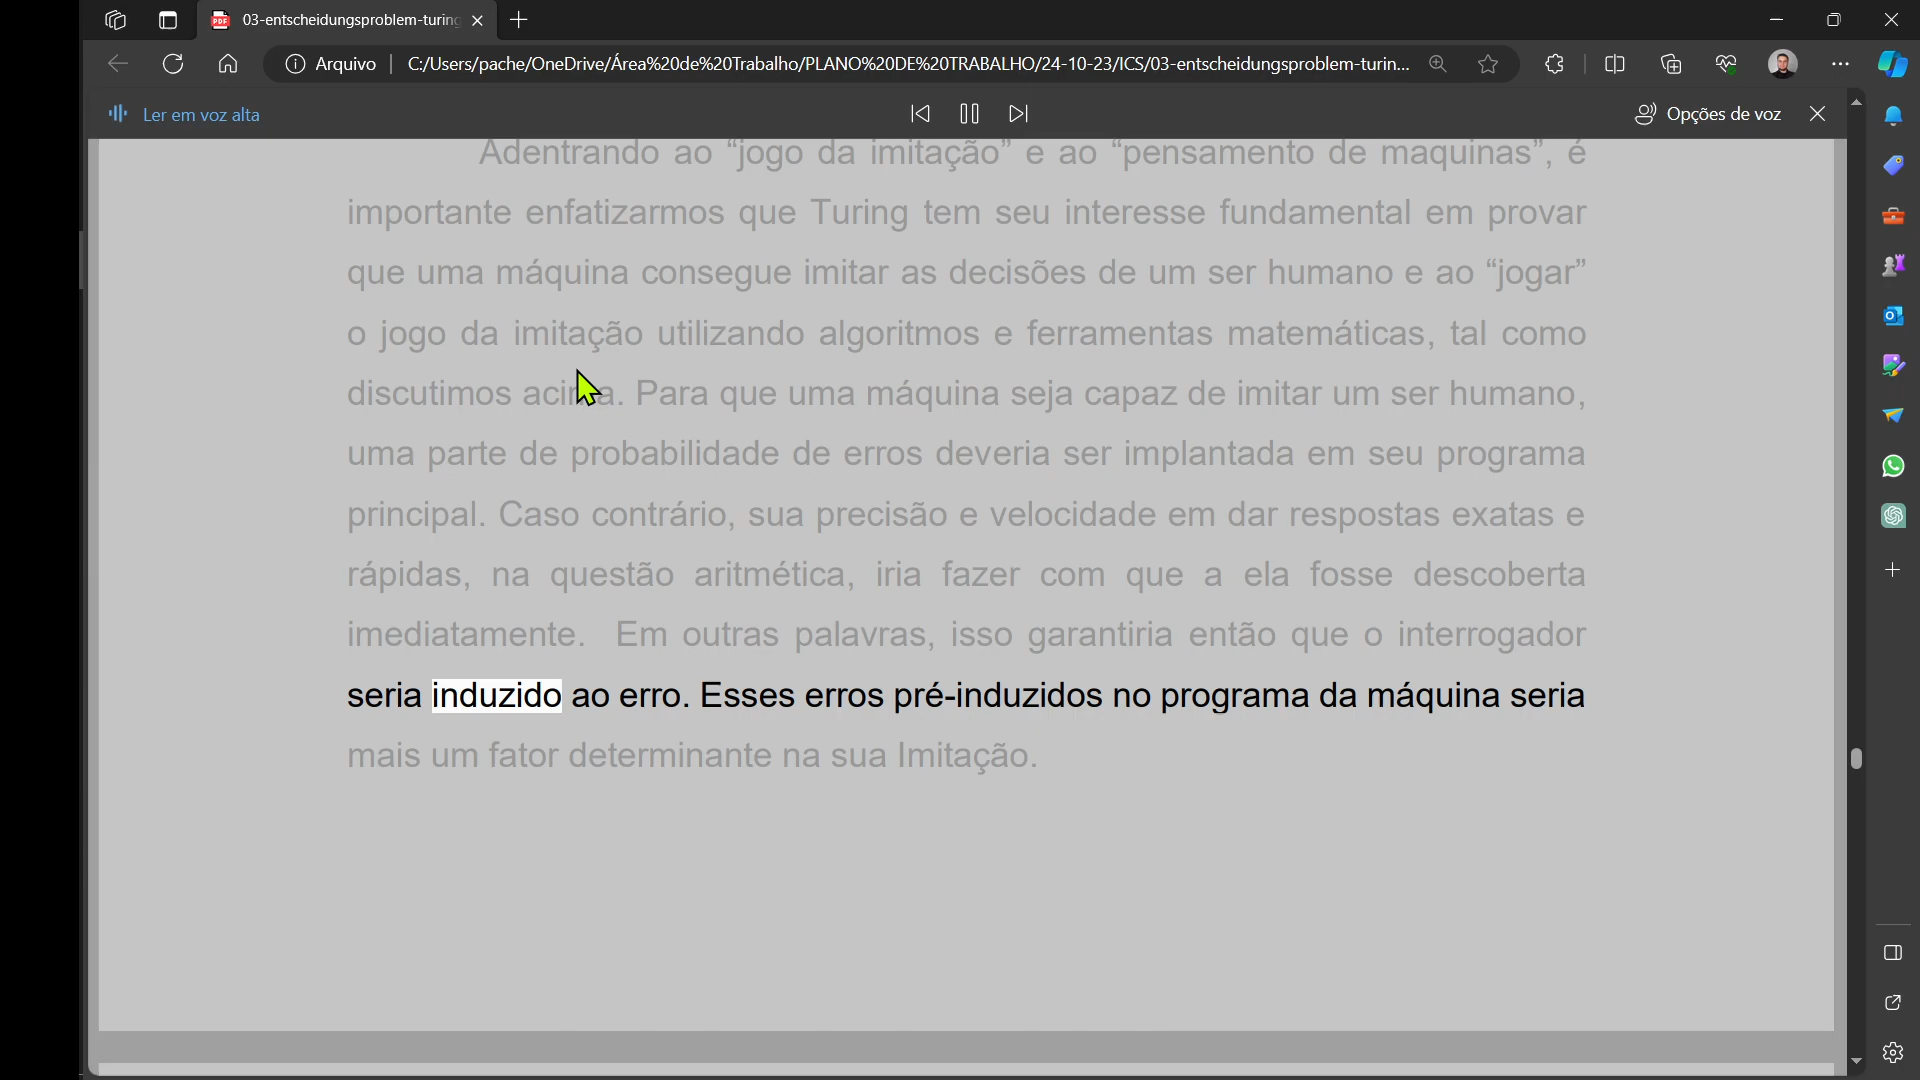 03-entscheidungsproblem-turing
Arquivo
C:/Users/pache/OneDrive/Área%20de%20Trabalho/PLANO%20DE%20TRABALHO/24-10-23/ICS/03-entscheidungsproblem-turin...
Ler em voz alta
Opções de voz
Adentrando ao “jogo da imitação” e ao “pensamento de maquinas”, é
importante enfatizarmos que Turing tem seu interesse fundamental em provar
que uma máquina consegue imitar as decisões de um ser humano e ao “jogar”
o jogo da imitação utilizando algoritmos e ferramentas matemáticas, tal como
discutimos acima. Para que uma máquina seja capaz de imitar um ser humano,
uma parte de probabilidade de erros deveria ser implantada em seu programa
principal. Caso contrário, sua precisão e velocidade em dar respostas exatas e
rápidas, na questão aritmética, iria fazer com que a ela fosse descoberta
imediatamente. Em outras palavras, isso garantiria então que o interrogador
seria induzido ao erro. Esses erros pré-induzidos no programa da máquina seria
mais um fator determinante na sua Imitação.